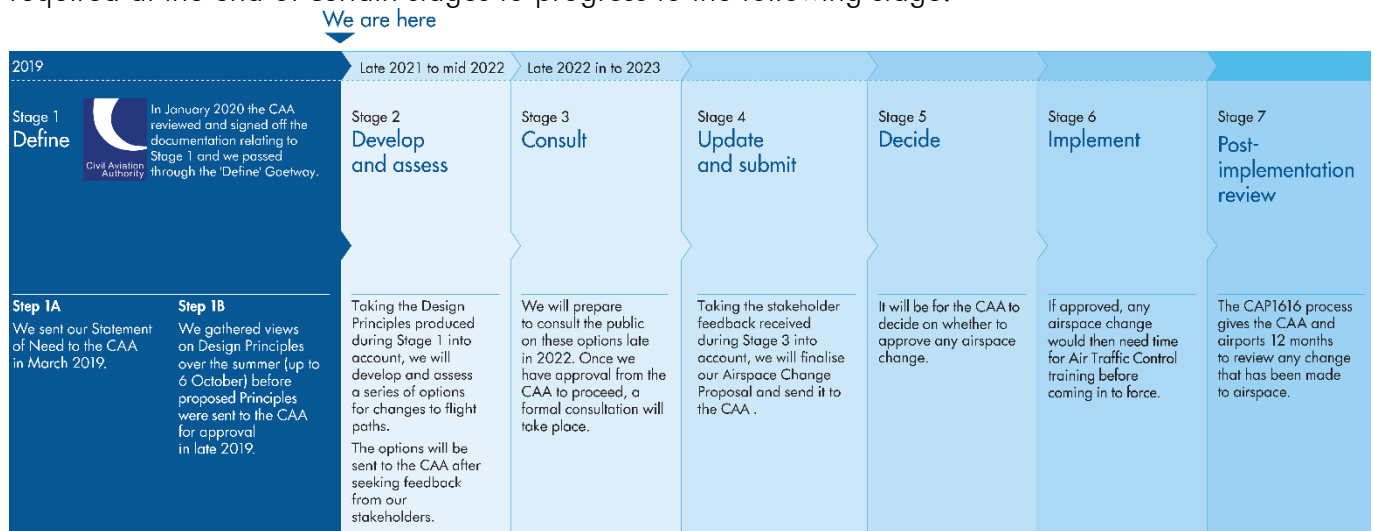 required at the end of certain stages to progress to the following stage.
We are here
2019
Late 2021 to mid 2022
Late 2022 in to 2023
Stage 1
Define
Civil Aviation
Authority
In January 2020 the CAA
reviewed and signed off the
documentation relating to
Stage 1 and we passed
through the 'Define' Gaetway.
Stage 2
Develop
and assess
Stage 3
Consult
Stage 4
Update
and submit
Stage 5
Decide
Stage 6
Implement
Stage 7
Post-
implementation
review
Step 1A
We sent our Statement
of Need to the CAA
in March 2019.
Step 1B
We gathered views
on Design Principles
over the summer (up to
6 October) before
proposed Principles
were sent to the CAA
for approval
in late 2019.
Taking the Design
Principles produced
during Stage 1 into
account, we will
develop and assess
a series of options
for changes to flight
paths.
The options will be
sent to the CAA after
seeking feedback
from our
stakeholders.
We will prepare
to consult the public
on these options late
in 2022. Once we
have approval from the
CAA to proceed, a
formal consultation will
take place.
Taking the stakeholder
feedback received
during Stage 3 into
account, we will finalise
our Airspace Change
Proposal and send it to
the CAA .
It will be for the CAA to
decide on whether to
approve any airspace
change.
If approved, any
airspace change
would then need time
for Air Traffic Control
training before
coming in to force.
The CAP1616 process
gives the CAA and
airports 12 months
to review any change
that has been made
to airspace.